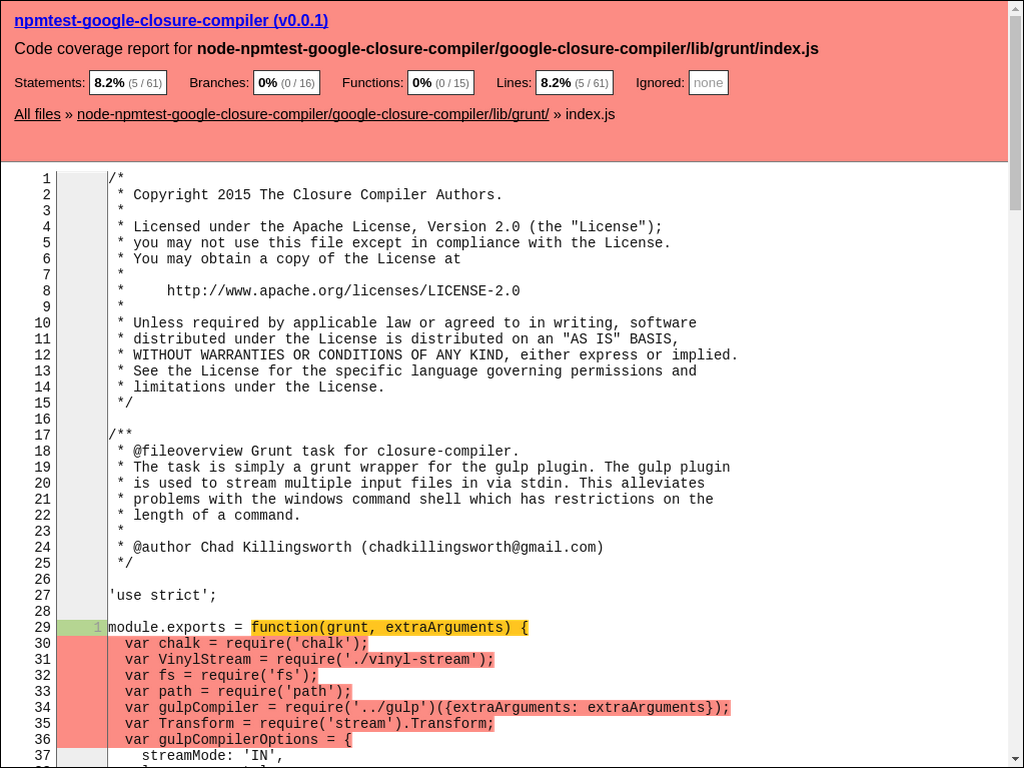 npmtest-google-closure-compiler (v0.0.1)
Code coverage report for node-npmtest-google-closure-compiler/google-closure-compiler/lib/grunt/index.js
Statements: 8.2% (5 / 61) Branches: 0% (0 / 16) Functions: 0% (0 / 15) Lines: 8.2% (5 / 61) Ignored: none
All files » node-npmtest-google-closure-compiler/google-closure-compiler/lib/grunt/ » index.js
1 /*
2  * Copyright 2015 The Closure Compiler Authors.
3  *
4  * Licensed under the Apache License, Version 2.0 (the "License");
5  * you may not use this file except in compliance with the License.
6  * You may obtain a copy of the License at
7  *
8  *     http://www.apache.org/licenses/LICENSE-2.0
9  *
10  * Unless required by applicable law or agreed to in writing, software
11  * distributed under the License is distributed on an "AS IS" BASIS,
12  * WITHOUT WARRANTIES OR CONDITIONS OF ANY KIND, either express or implied.
13  * See the License for the specific language governing permissions and
14  * limitations under the License.
15  */
16
17 /**
18  * @fileoverview Grunt task for closure-compiler.
19  * The task is simply a grunt wrapper for the gulp plugin. The gulp plugin
20  * is used to stream multiple input files in via stdin. This alleviates
21  * problems with the windows command shell which has restrictions on the
22  * length of a command.
23  *
24  * @author Chad Killingsworth (chadkillingsworth@gmail.com)
25  */
26
27 'use strict';
28
29 1 module.exports = function(grunt, extraArguments) {
30   var chalk = require('chalk');
31   var VinylStream = require('./vinyl-stream');
32   var fs = require('fs');
33   var path = require('path');
34   var gulpCompiler = require('../gulp')({extraArguments: extraArguments});
35   var Transform = require('stream').Transform;
36   var gulpCompilerOptions = {
37     streamMode: 'IN',